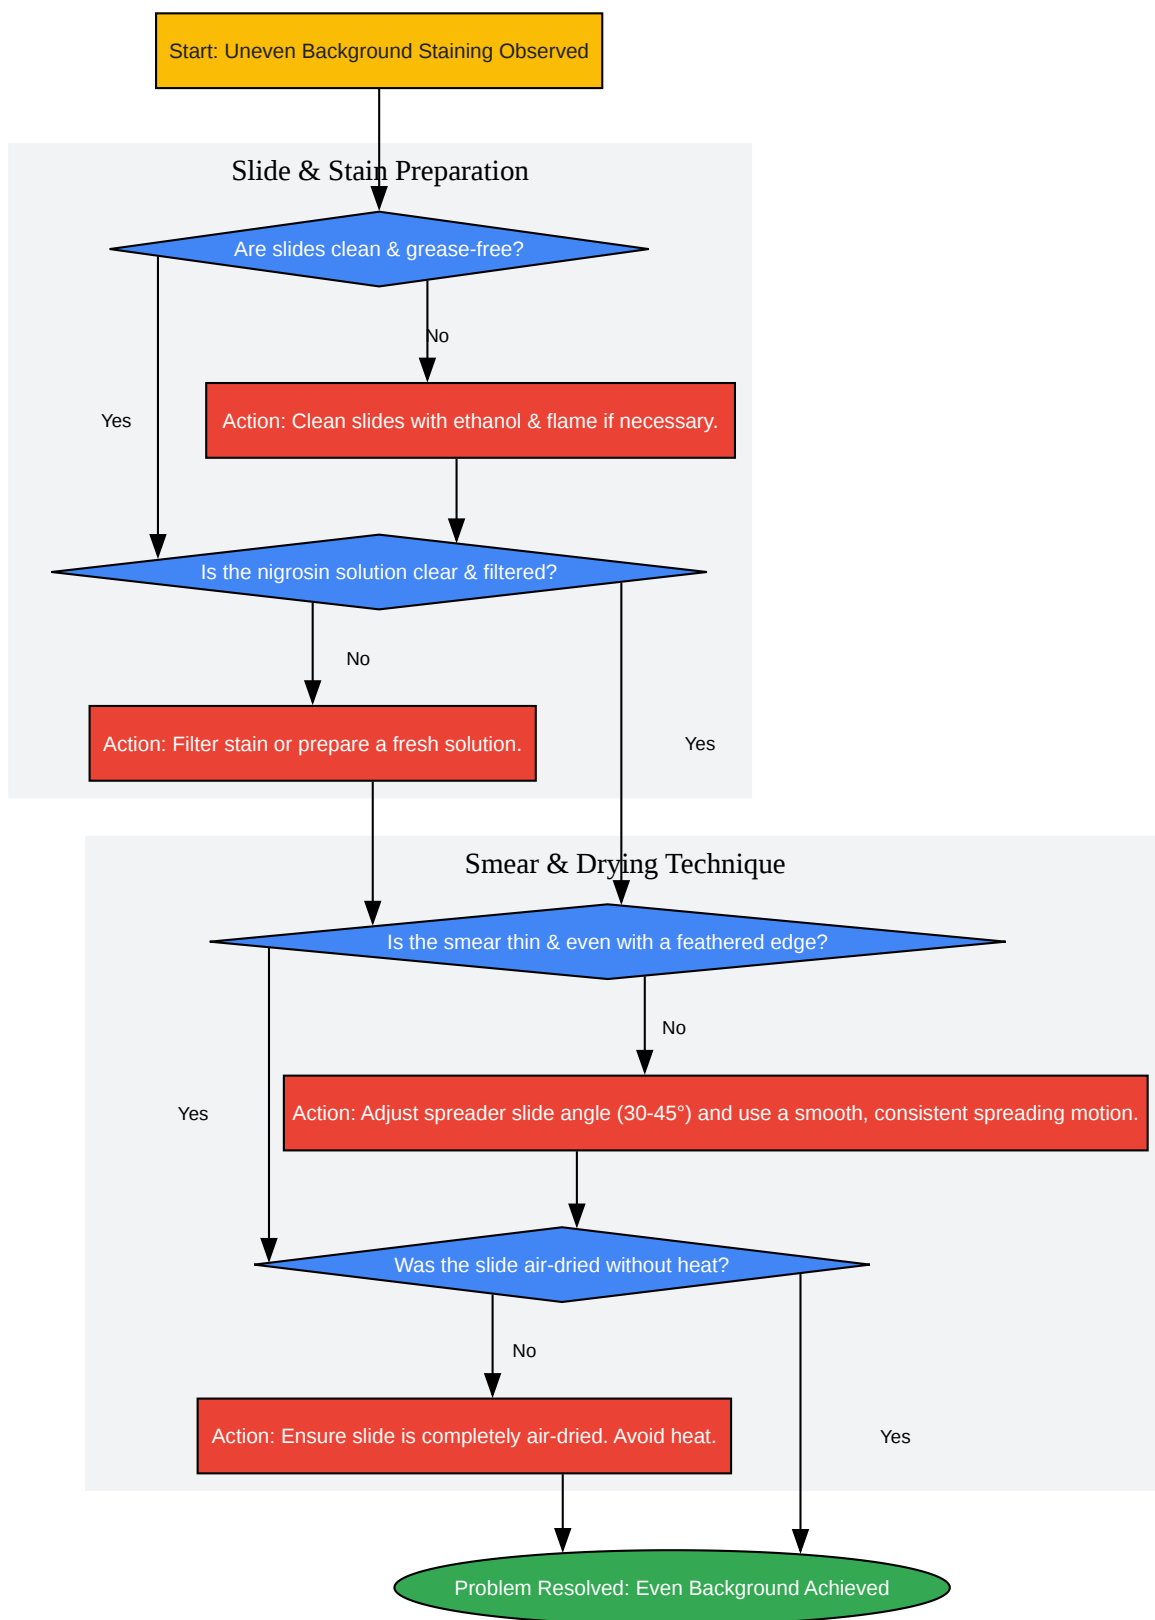 Start: Uneven Background Staining Observed
Slide & Stain Preparation
Are slides clean & grease-free?
No
Yes
Action: Clean slides with ethanol & flame if necessary.
Is the nigrosin solution clear & filtered?
No
Action: Filter stain or prepare a fresh solution.
Yes
Smear & Drying Technique
Is the smear thin & even with a feathered edge?
No
Yes
Action: Adjust spreader slide angle (30-45°) and use a smooth, consistent spreading motion.
Was the slide air-dried without heat?
No
Action: Ensure slide is completely air-dried. Avoid heat.
Yes
Problem Resolved: Even Background Achieved